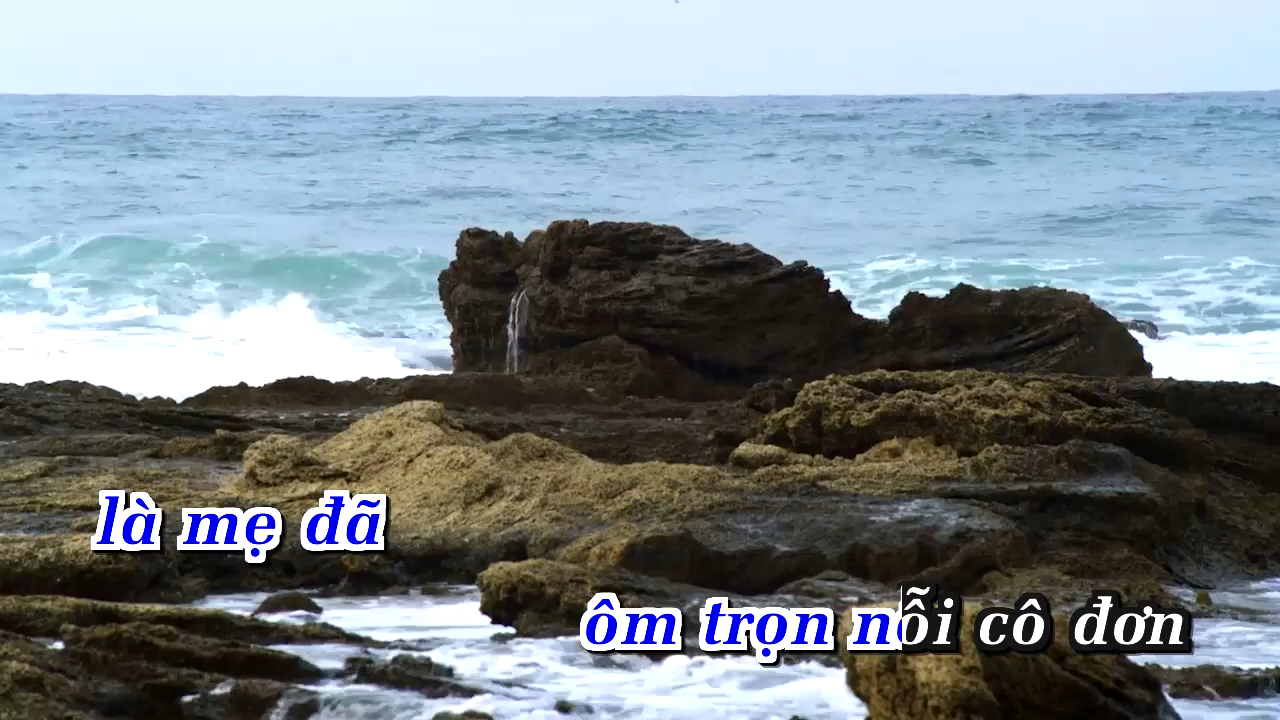 là mẹ đã
ôm trọn nỗi cô đơn